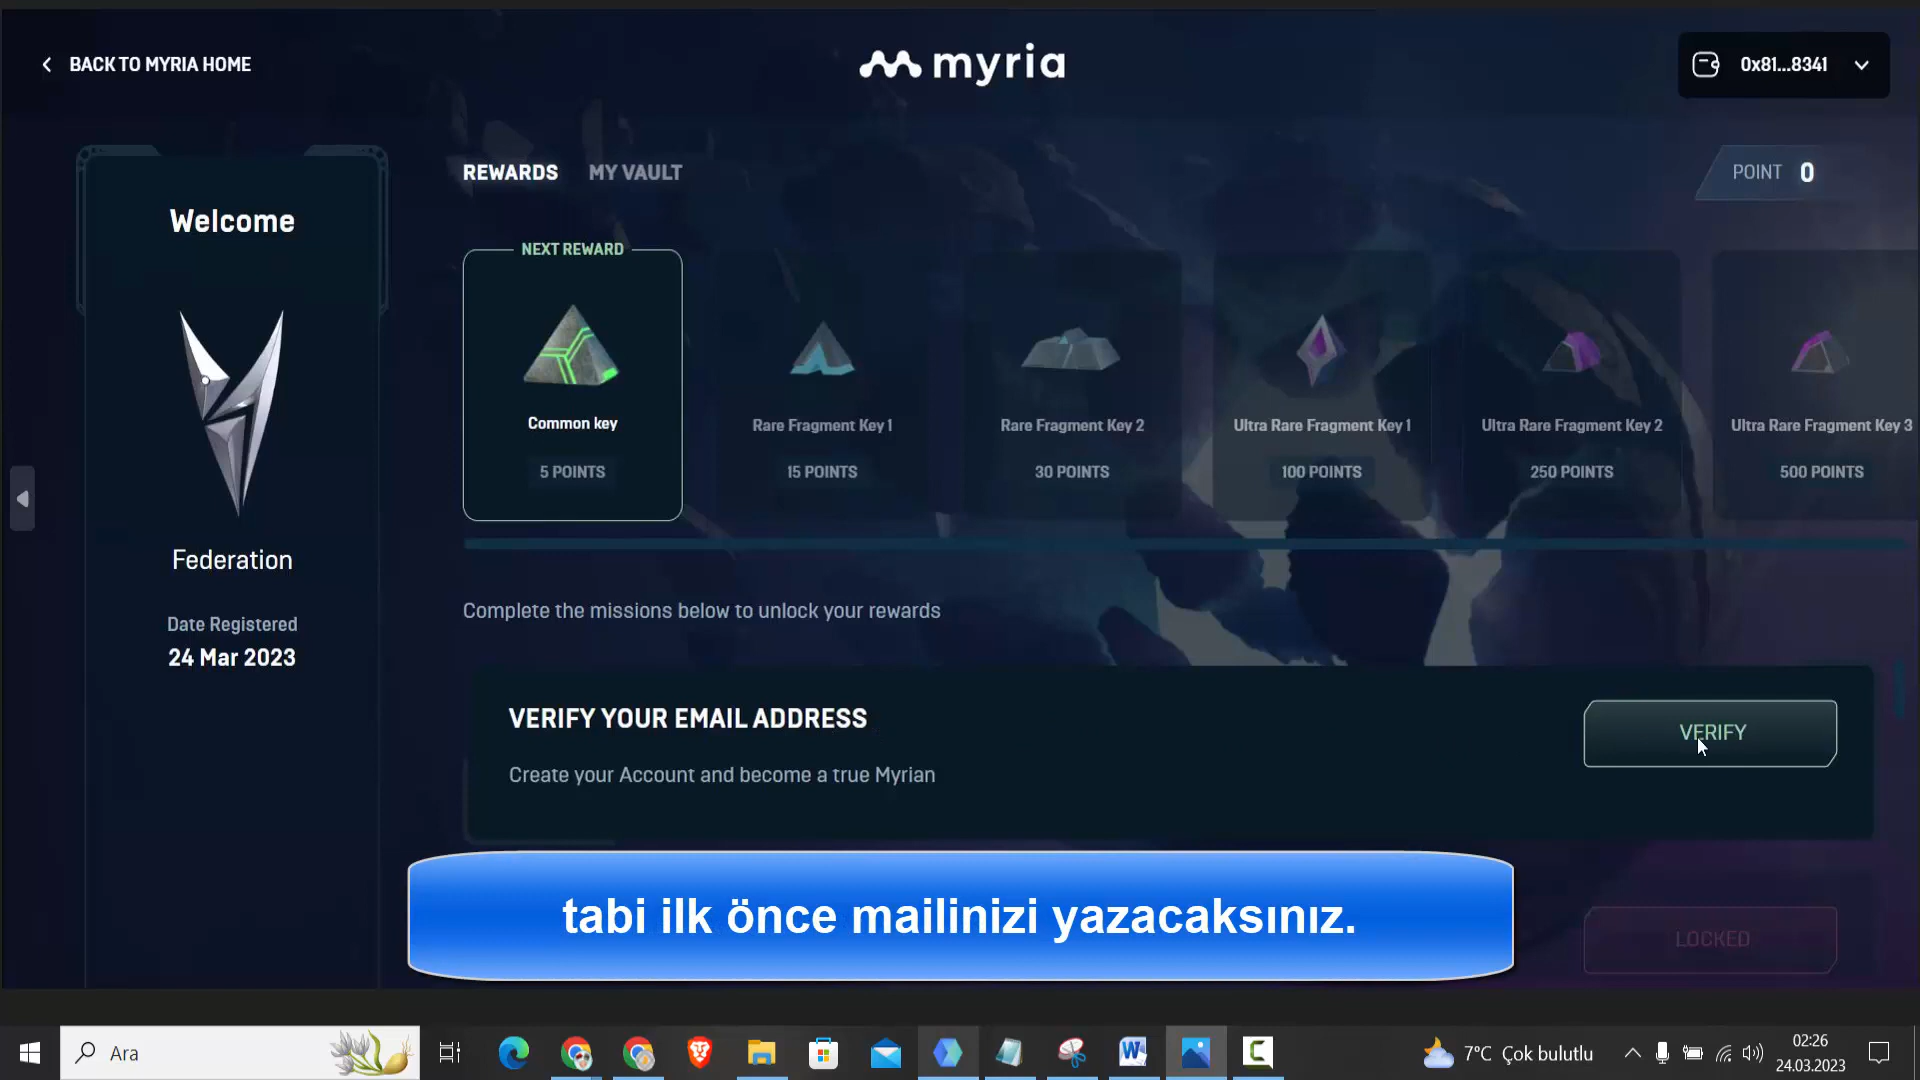 BACK TO MYRIA HOME
myria
0x81...8341
REWARDS
MY VAULT
POINT 0
Welcome
NEXT REWARD
Common key
5 POINTS
Rare Fragment Key 1
15 POINTS
Rare Fragment Key 2
30 POINTS
Ultra Rare Fragment Key 1
100 POINTS
Ultra Rare Fragment Key 2
250 POINTS
Ultra Rare Fragment Key 3
500 POINTS
Federation
Date Registered
24 Mar 2023
Complete the missions below to unlock your rewards
VERIFY YOUR EMAIL ADDRESS
Create your Account and become a true Myrian
VERIFY
tabi ilk önce mailinizi yazacaksınız.
LOCKED
Ara
7°C Çok bulutlu
02:26
24.03.2023